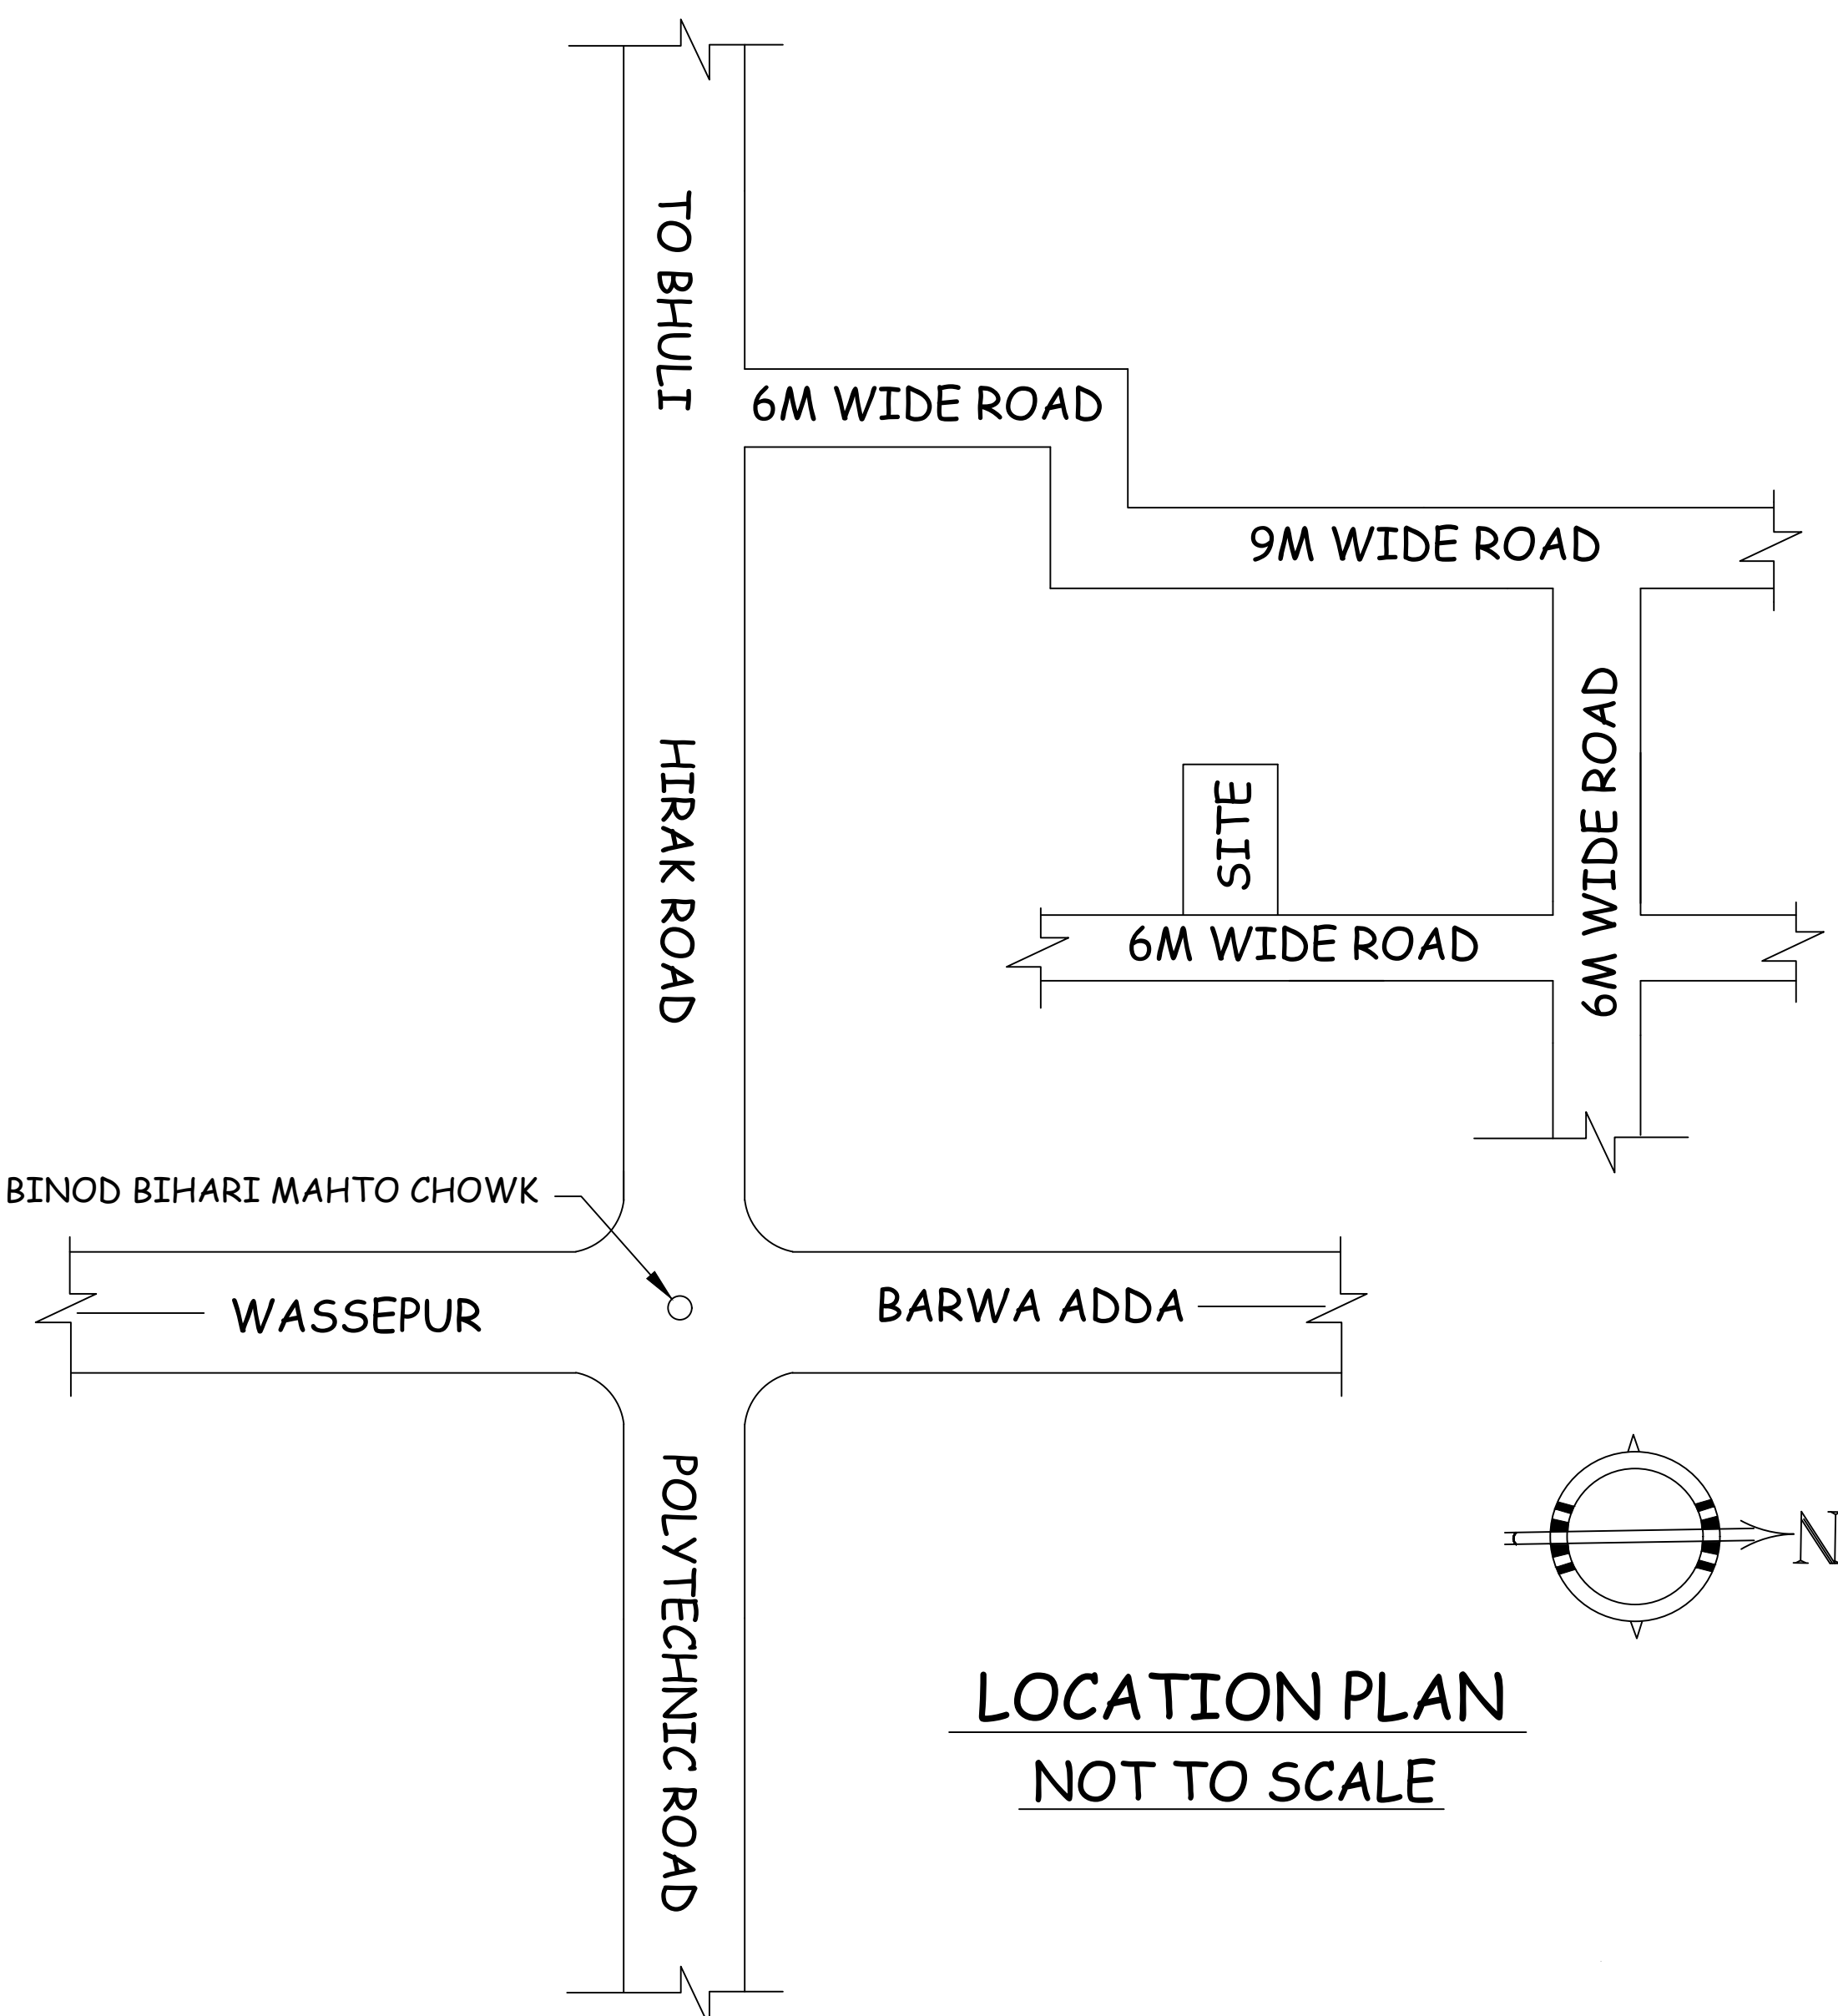 TO BHULI
6M WIDE ROAD
9M WIDE ROAD
6M WIDE ROAD
HIRAK ROAD
SITE
6M WIDE ROAD
BINOD BIHARI MAHTO CHOWK
WASSEPUR
BARWA ADDA
POLYTECHNIC ROAD
N
LOCATION PLAN
NOT TO SCALE